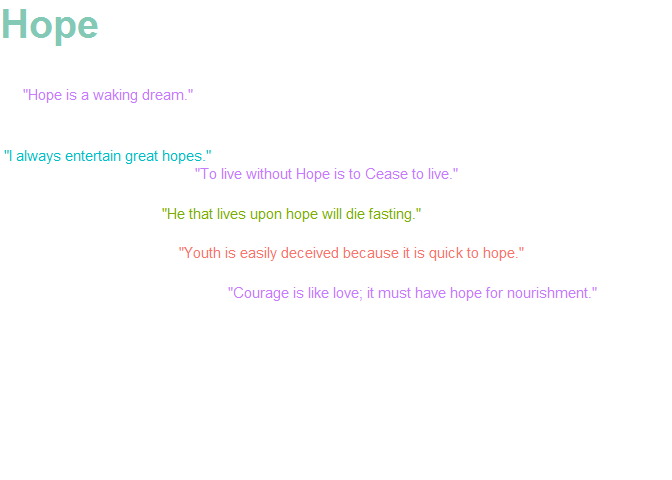 Hope
"Hope is a waking dream."
"I always entertain great hopes."
"To live without Hope is to Cease to live."
"He that lives upon hope will die fasting."
"Youth is easily deceived because it is quick to hope."
"Courage is like love; it must have hope for nourishment."